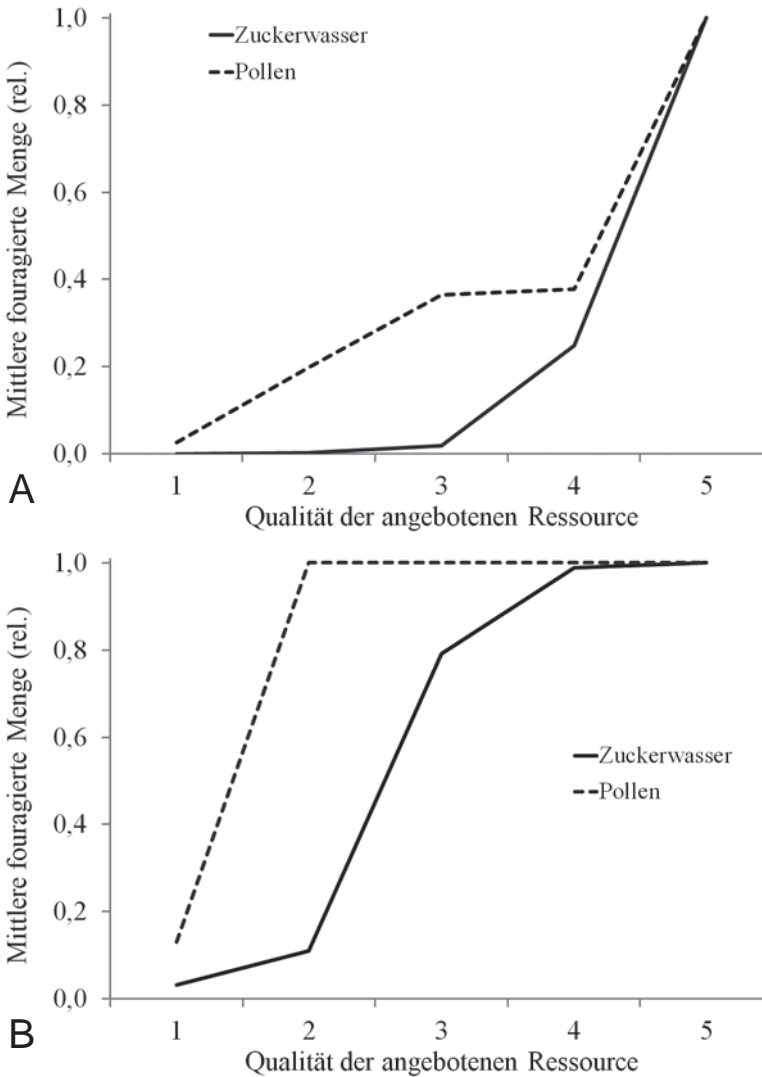 Mittlere fouragierte Menge (rel.)
1,0
0,8
0,6
0,4
0,2
0,0
Zuckerwasser
Pollen
1 2 3 4 5
Qualität der angebotenen Ressource
A
Mittlere fouragierte Menge (rel.)
1,0
0,8
0,6
0,4
0,2
0,0
Zuckerwasser
Pollen
1 2 3 4 5
Qualität der angebotenen Ressource
B